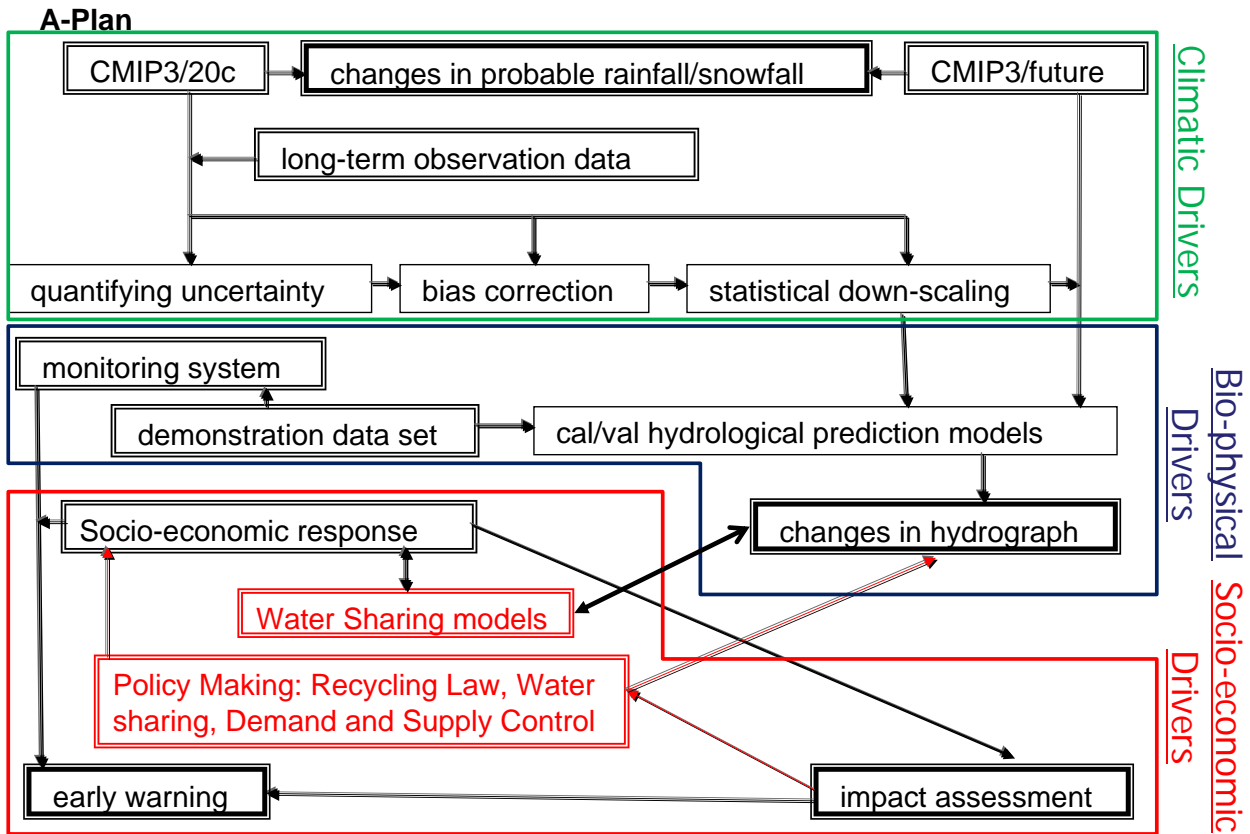 A-Plan
CMIP3/20c
changes in probable rainfall/snowfall
CMIP3/future
long-term observation data
quantifying uncertainty
bias correction
statistical down-scaling
Climatic Drivers
monitoring system
demonstration data set
cal/val hydrological prediction models
Bio-physical
Drivers
Socio-economic response
changes in hydrograph
Water Sharing models
Policy Making: Recycling Law, Water
sharing, Demand and Supply Control
early warning
impact assessment
Socio-economic
Drivers